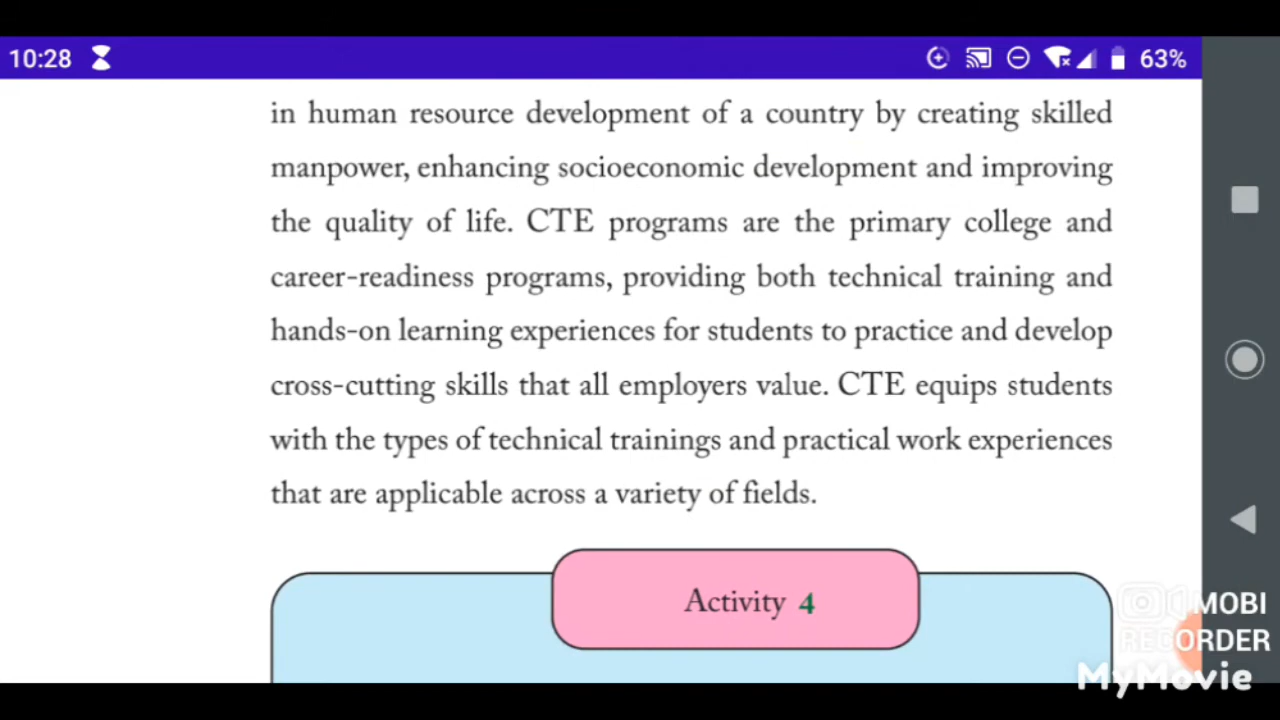 10:28
63%
in human resource development of a country by creating skilled
manpower, enhancing socioeconomic development and improving
the quality of life. CTE programs are the primary college and
career-readiness programs, providing both technical training and
hands-on learning experiences for students to practice and develop
cross-cutting skills that all employers value. CTE equips students
with the types of technical trainings and practical work experiences
that are applicable across a variety of fields.
Activity 4
MOBI
RECORDER
MyMovie